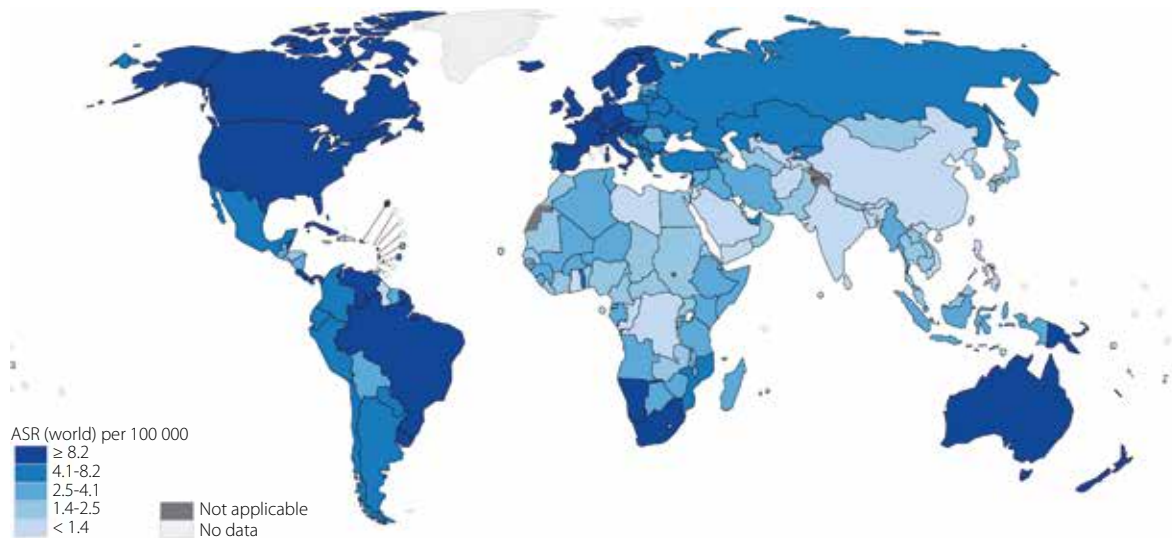 ASR (world) per 100 000
≥ 8.2
4.1-8.2
2.5-4.1
1.4-2.5
< 1.4
Not applicable
No data